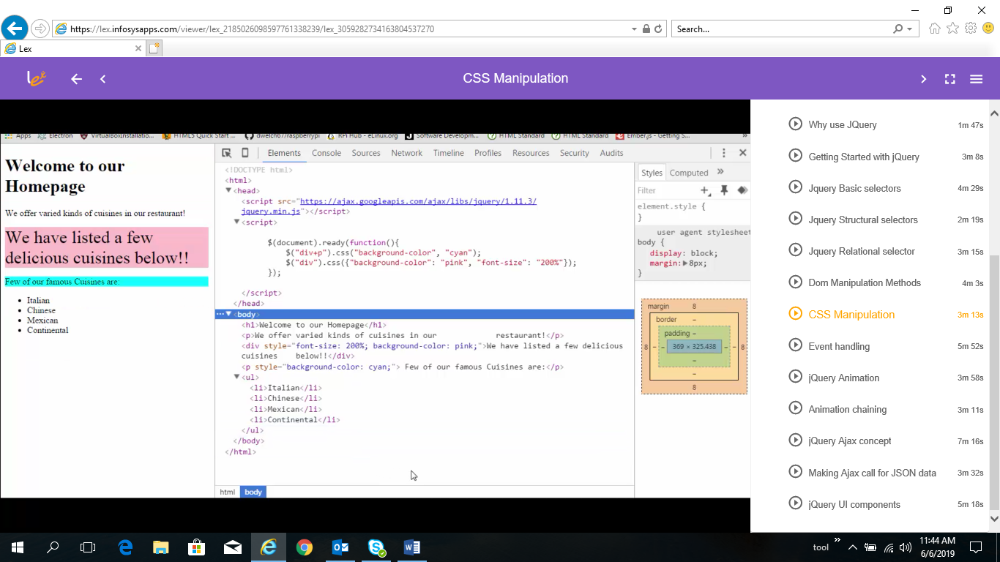 https://lex.infosysapps.com/viewer/lex_2185026098597761338239/lex_3059282734163804537270
Search...
Lex
lex
CSS Manipulation
Apps
Electron
VirtualBoxInstallatio...
HTML5 Quick Start ...
dwelch67/raspberrypi
RPi Hub - eLinux.org
Software Developm...
HTML Standard
HTML Standard
Ember.js - Getting S...
»
Welcome to our
Homepage
We offer varied kinds of cuisines in our restaurant!
We have listed a few
delicious cuisines below!!
Few of our famous Cuisines are:
Italian
Chinese
Mexican
Continental
Elements Console Sources Network Timeline Profiles Resources Security Audits
<!DOCTYPE html>
<html>
<head>
<script src="https://ajax.googleapis.com/ajax/libs/jquery/1.11.3/
jquery.min.js"></script>
<script>
$(document).ready(function(){
$("div+p").css("background-color", "cyan");
$("div").css({"background-color": "pink", "font-size": "200%"});
});
</script>
</head>
<body>
<h1>Welcome to our Homepage</h1>
<p>We offer varied kinds of cuisines in our restaurant!</p>
<div style="font-size: 200%; background-color: pink;">We have listed a few delicious
cuisines below!!</div>
<p style="background-color: cyan;"> Few of our famous Cuisines are:</p>
<ul>
<li>Italian</li>
<li>Chinese</li>
<li>Mexican</li>
<li>Continental</li>
</ul>
</body>
</html>
html body
Styles Computed »
Filter
element.style {
}
user agent stylesheet
body {
display: block;
margin: 8px;
}
margin 8
border –
padding –
8 – – 369 × 325.438 – – 8
–
–
8
Why use JQuery 1m 47s
Getting Started with jQuery 3m 8s
Jquery Basic selectors 4m 29s
Jquery Structural selectors 2m 19s
Jquery Relational selector 3m 15s
Dom Manipulation Methods 4m 3s
CSS Manipulation 3m 13s
Event handling 5m 52s
jQuery Animation 3m 58s
Animation chaining 3m 11s
jQuery Ajax concept 7m 16s
Making Ajax call for JSON data 3m 32s
jQuery UI components 5m 18s
tool »
11:44 AM
6/6/2019